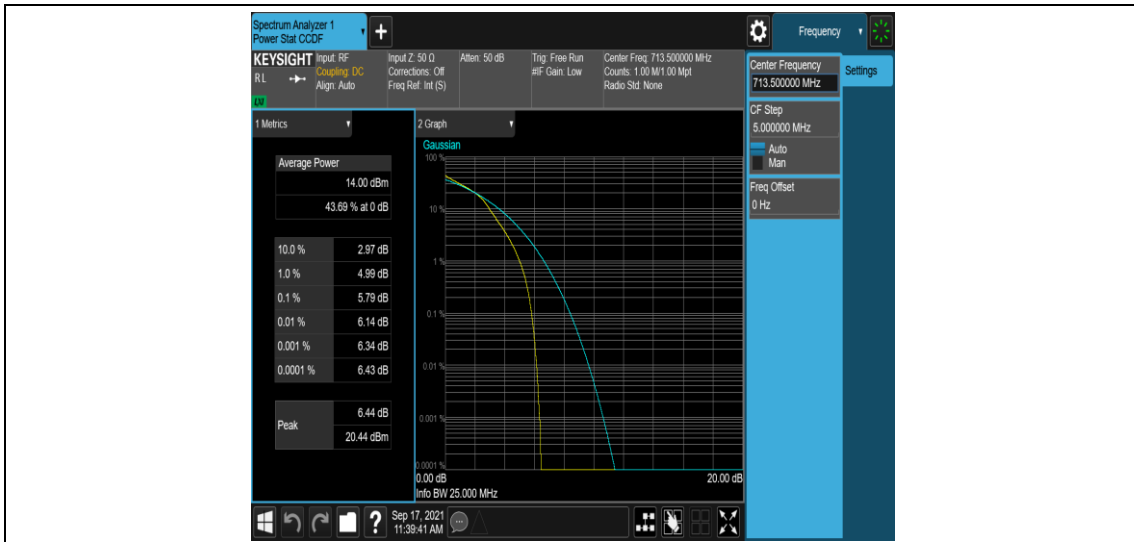 Spectrum Analyzer 1
Power Stat CCDF
+
Frequency
KEYSIGHT
RL
LXI
Input: RF
Coupling: DC
Align: Auto
Input Z: 50 Ω
Corrections: Off
Freq Ref: Int (S)
Atten: 50 dB
Trig: Free Run
#IF Gain: Low
Center Freq: 713.500000 MHz
Counts: 1.00 M/1.00 Mpt
Radio Std: None
Center Frequency
713.500000 MHz
Settings
CF Step
5.000000 MHz
Auto
Man
Freq Offset
0 Hz
1 Metrics
Average Power
14.00 dBm
43.69 % at 0 dB
10.0 % 2.97 dB
1.0 % 4.99 dB
0.1 % 5.79 dB
0.01 % 6.14 dB
0.001 % 6.34 dB
0.0001 % 6.43 dB
Peak
6.44 dB
20.44 dBm
2 Graph
Gaussian
100 %
10 %
1 %
0.1 %
0.01 %
0.001 %
0.0001 %
0.00 dB
20.00 dB
Info BW 25.000 MHz
?
Sep 17, 2021
11:39:41 AM